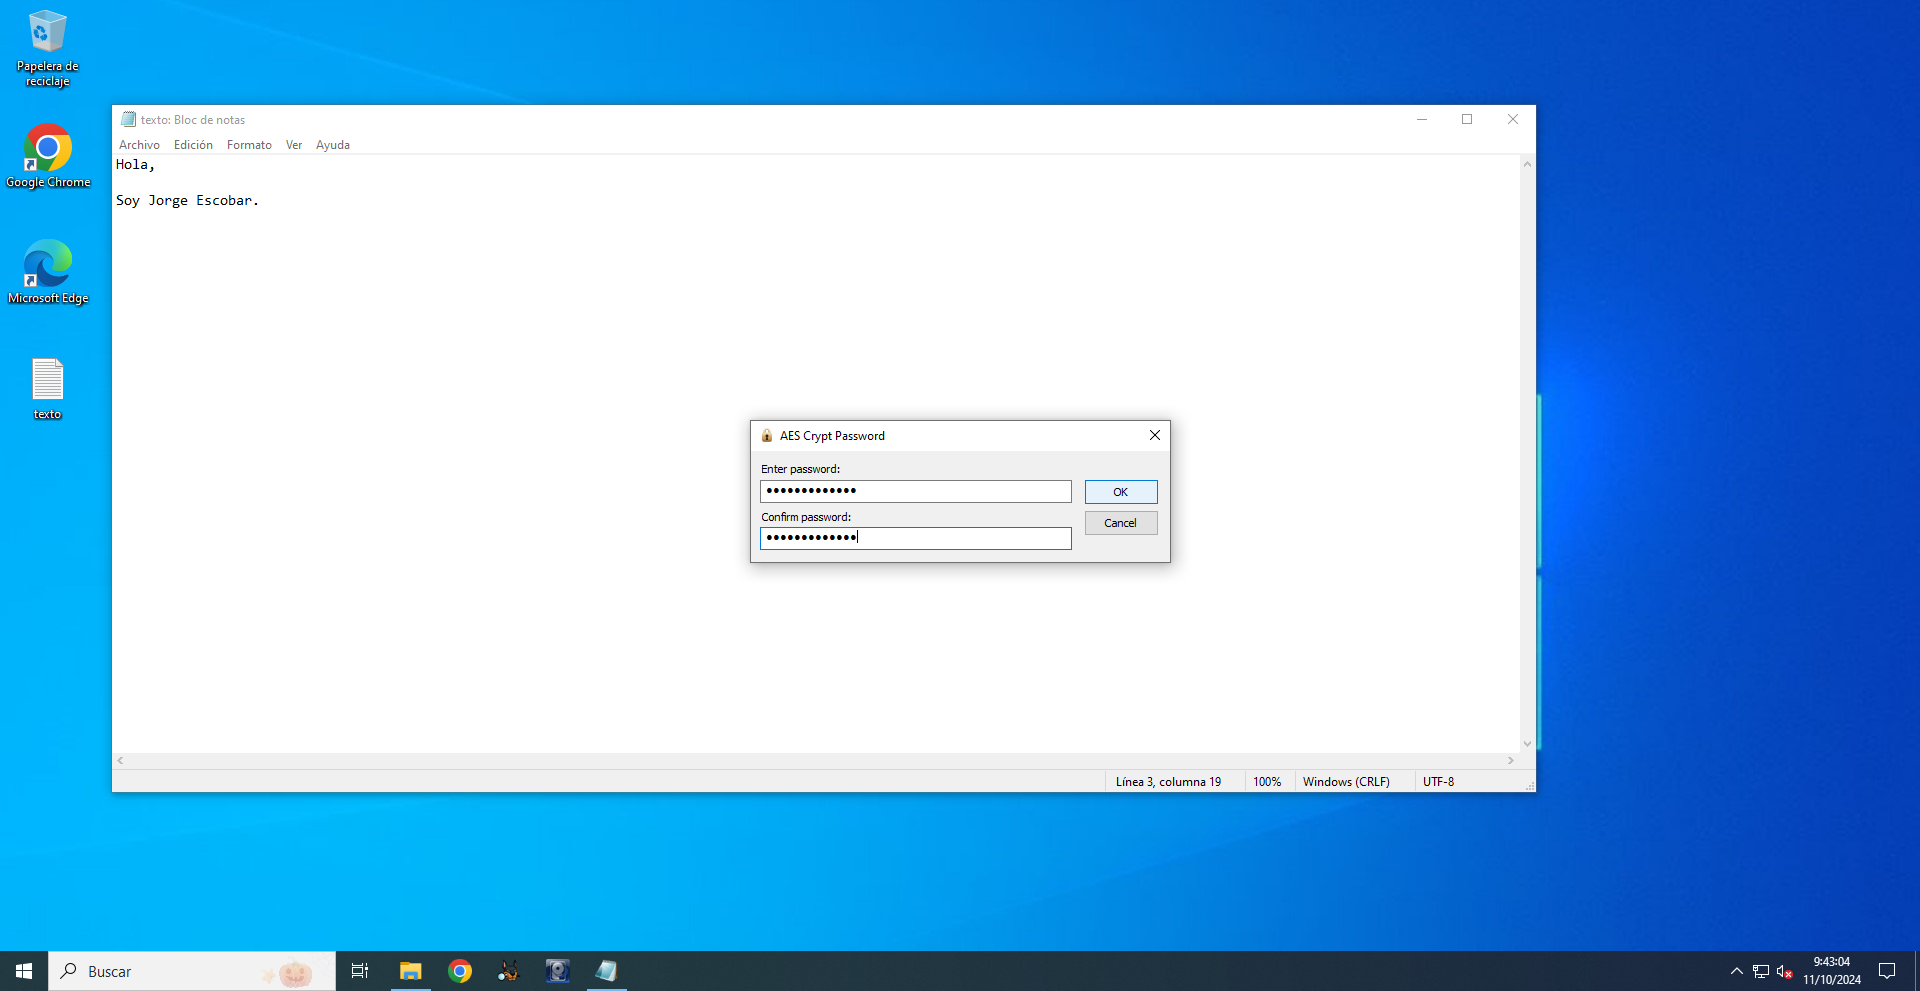 Papelera de
reciclaje
Google Chrome
Microsoft Edge
texto
texto: Bloc de notas
Archivo Edición Formato Ver Ayuda
Hola,
Soy Jorge Escobar.
AES Crypt Password
Enter password:
•••••••••••••
OK
Confirm password:
•••••••••••••
Cancel
Línea 3, columna 19 100% Windows (CRLF) UTF-8
Buscar
9:43:04
11/10/2024